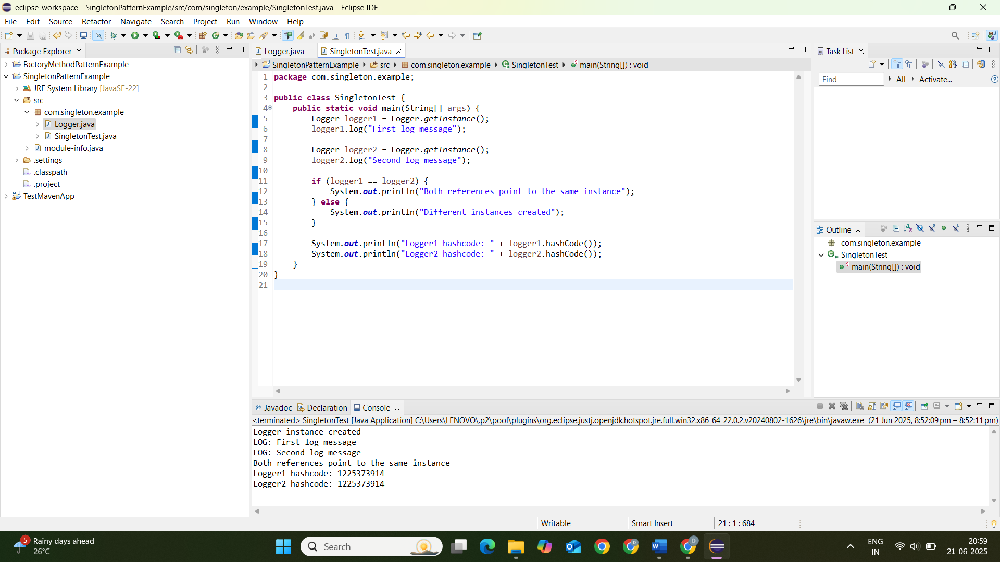 eclipse-workspace - SingletonPatternExample/src/com/singleton/example/SingletonTest.java - Eclipse IDE
File Edit Source Refactor Navigate Search Project Run Window Help
Package Explorer
FactoryMethodPatternExample
SingletonPatternExample
JRE System Library [JavaSE-22]
src
com.singleton.example
Logger.java
SingletonTest.java
module-info.java
.settings
.classpath
.project
TestMavenApp
Logger.java SingletonTest.java
SingletonPatternExample src com.singleton.example SingletonTest main(String[]) : void
1 package com.singleton.example;
2
3 public class SingletonTest {
4 public static void main(String[] args) {
5 Logger logger1 = Logger.getInstance();
6 logger1.log("First log message");
7
8 Logger logger2 = Logger.getInstance();
9 logger2.log("Second log message");
10
11 if (logger1 == logger2) {
12 System.out.println("Both references point to the same instance");
13 } else {
14 System.out.println("Different instances created");
15 }
16
17 System.out.println("Logger1 hashcode: " + logger1.hashCode());
18 System.out.println("Logger2 hashcode: " + logger2.hashCode());
19 }
20 }
21
Task List
Find All Activate...
Outline
com.singleton.example
SingletonTest
main(String[]) : void
Javadoc Declaration Console
<terminated> SingletonTest [Java Application] C:\Users\LENOVO\.p2\pool\plugins\org.eclipse.justj.openjdk.hotspot.jre.full.win32.x86_64_22.0.2.v20240802-1626\jre\bin\javaw.exe (21 Jun 2025, 8:52:09 pm – 8:52:11 pm)
Logger instance created
LOG: First log message
LOG: Second log message
Both references point to the same instance
Logger1 hashcode: 1225373914
Logger2 hashcode: 1225373914
Writable Smart Insert 21 : 1 : 684
5
Rainy days ahead
26°C
Search
ENG
IN
20:59
21-06-2025